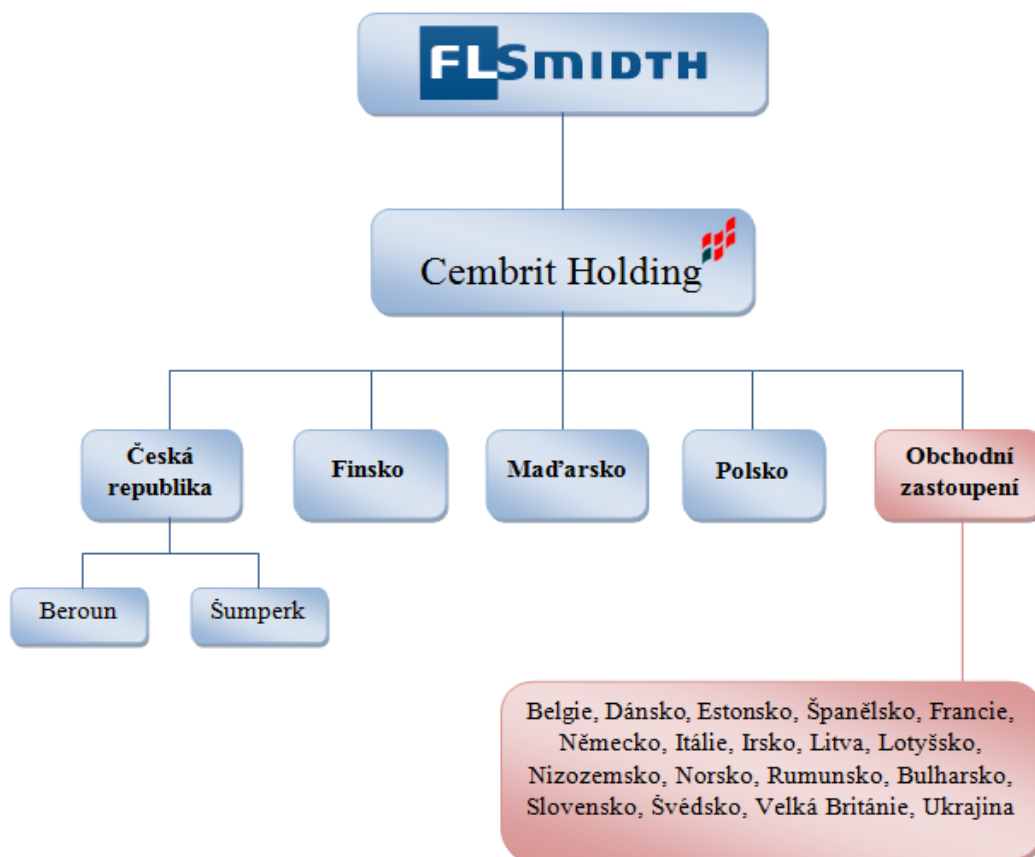 FLSMIDTH
Cembrit Holding
Česká
republika
Finsko
Maďarsko
Polsko
Obchodní
zastoupení
Beroun
Šumperk
Belgie, Dánsko, Estonsko, Španělsko, Francie,
Německo, Itálie, Irsko, Litva, Lotyšsko,
Nizozemsko, Norsko, Rumunsko, Bulharsko,
Slovensko, Švédsko, Velká Británie, Ukrajina